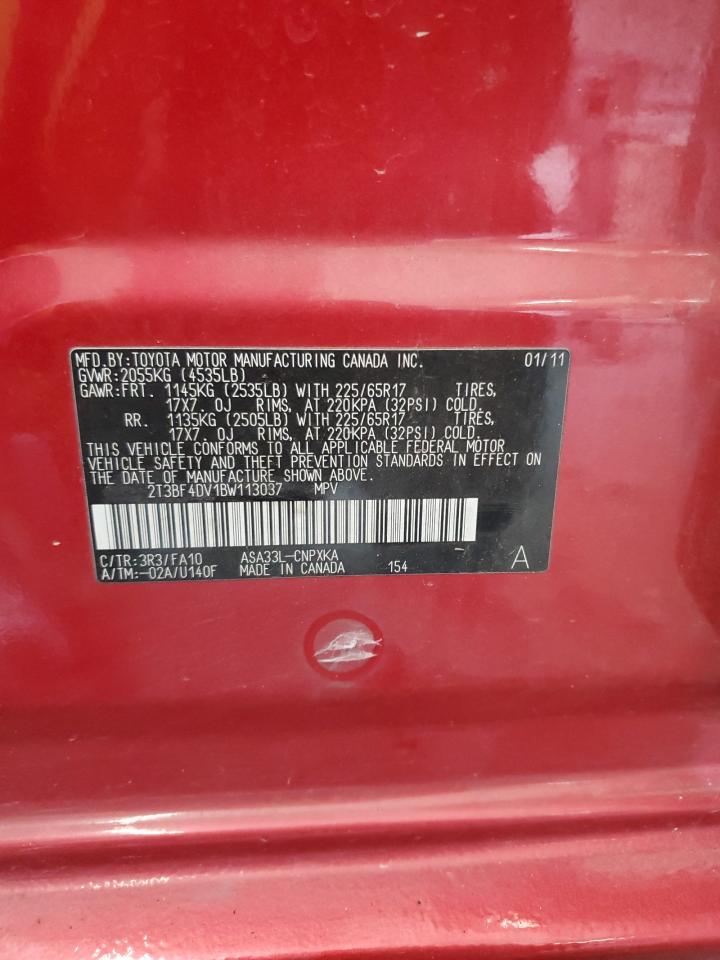 MFD.BY:TOYOTA MOTOR MANUFACTURING CANADA INC. 01/11
GVWR:2055KG (4535LB)
GAWR:FRT. 1145KG (2535LB) WITH 225/65R17 TIRES,
17X7.0J RIMS, AT 220KPA (32PSI) COLD.
RR. 1135KG (2505LB) WITH 225/65R17 TIRES,
17X7.0J RIMS, AT 220KPA (32PSI) COLD.
THIS VEHICLE CONFORMS TO ALL APPLICABLE FEDERAL MOTOR
VEHICLE SAFETY AND THEFT PREVENTION STANDARDS IN EFFECT ON
THE DATE OF MANUFACTURE SHOWN ABOVE.
2T3BF4DV1BW113037 MPV
C/TR:3R3/FA10 ASA33L-CNPXKA
A/TM:-02A/U140F MADE IN CANADA 154 A